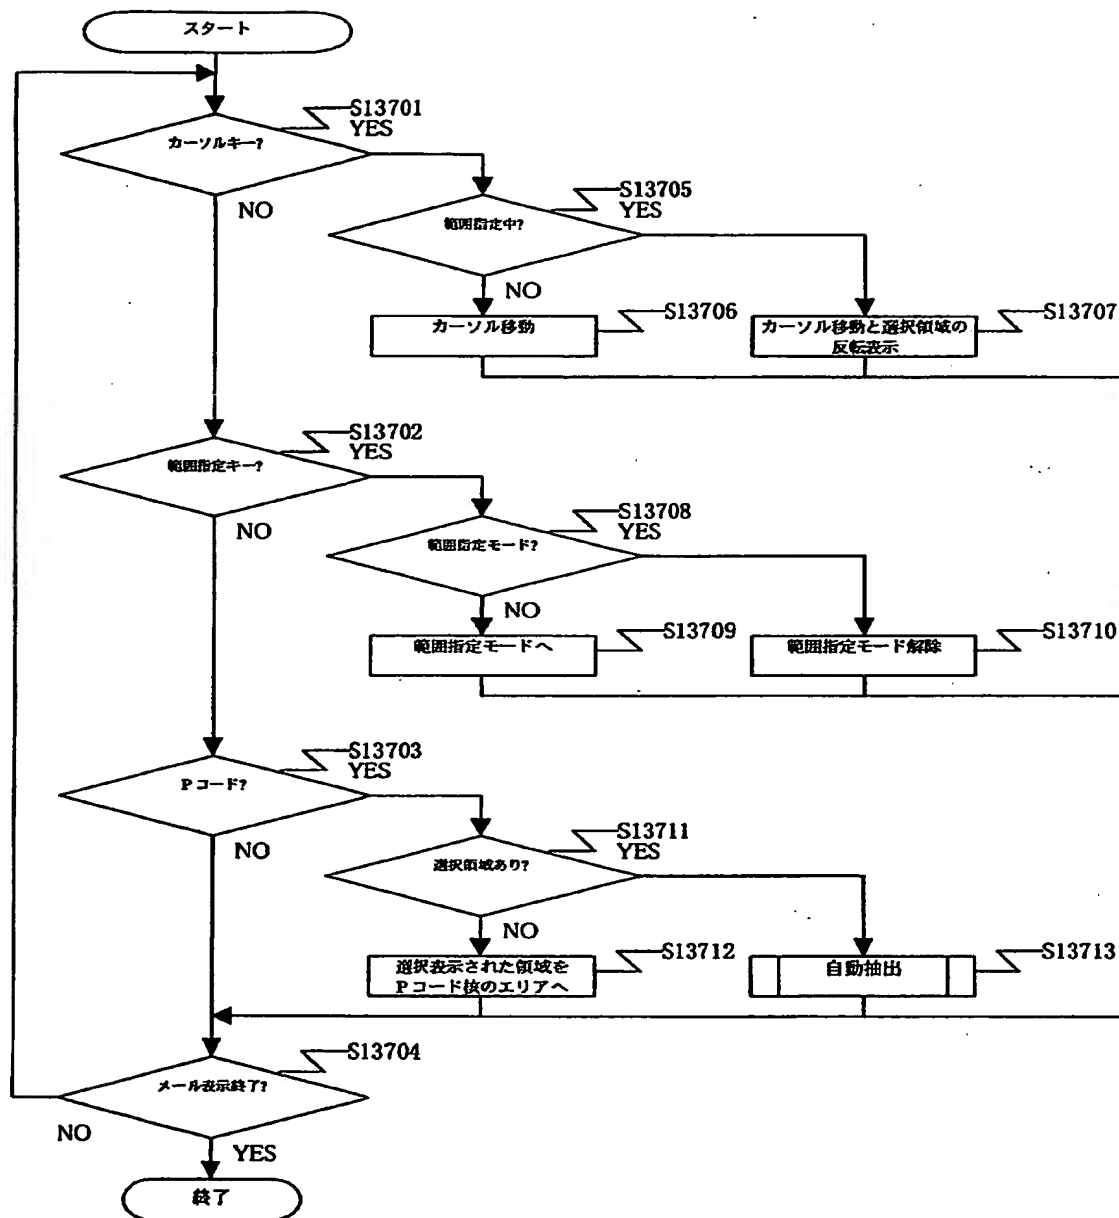 スタート
S13701
YES
カーソルキー?
NO
S13705
YES
範囲指定中?
NO
S13706
カーソル移動
S13707
カーソル移動と選択領域の
反転表示
S13702
YES
範囲指定キー?
NO
S13708
YES
範囲指定モード?
NO
S13709
範囲指定モードへ
S13710
範囲指定モード解除
S13703
YES
Pコード?
NO
S13711
YES
選択領域あり?
NO
S13712
選択表示された領域を
Pコード検のエリアへ
S13713
自動抽出
S13704
メール表示終了?
NO
YES
終了